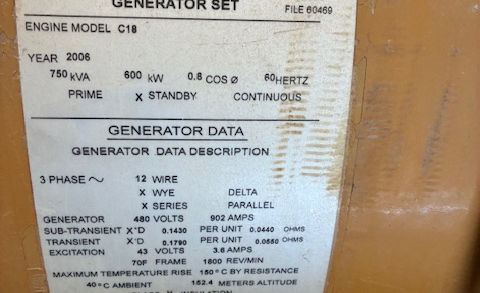 GENERATOR SET
FILE 60469
ENGINE MODEL C18
YEAR 2006
750 kVA 600 kW 0.8 COS Ø 60 HERTZ
PRIME X STANDBY CONTINUOUS
GENERATOR DATA
GENERATOR DATA DESCRIPTION
3 PHASE ~ 12 WIRE
X WYE DELTA
X SERIES PARALLEL
GENERATOR 480 VOLTS 902 AMPS
SUB-TRANSIENT X"D 0.1430 PER UNIT 0.0440 OHMS
TRANSIENT X'D 0.1790 PER UNIT 0.0550 OHMS
EXCITATION 43 VOLTS 3.6 AMPS
70F FRAME 1800 REV/MIN
MAXIMUM TEMPERATURE RISE 150°C BY RESISTANCE
40°C AMBIENT 152.4 METERS ALTITUDE